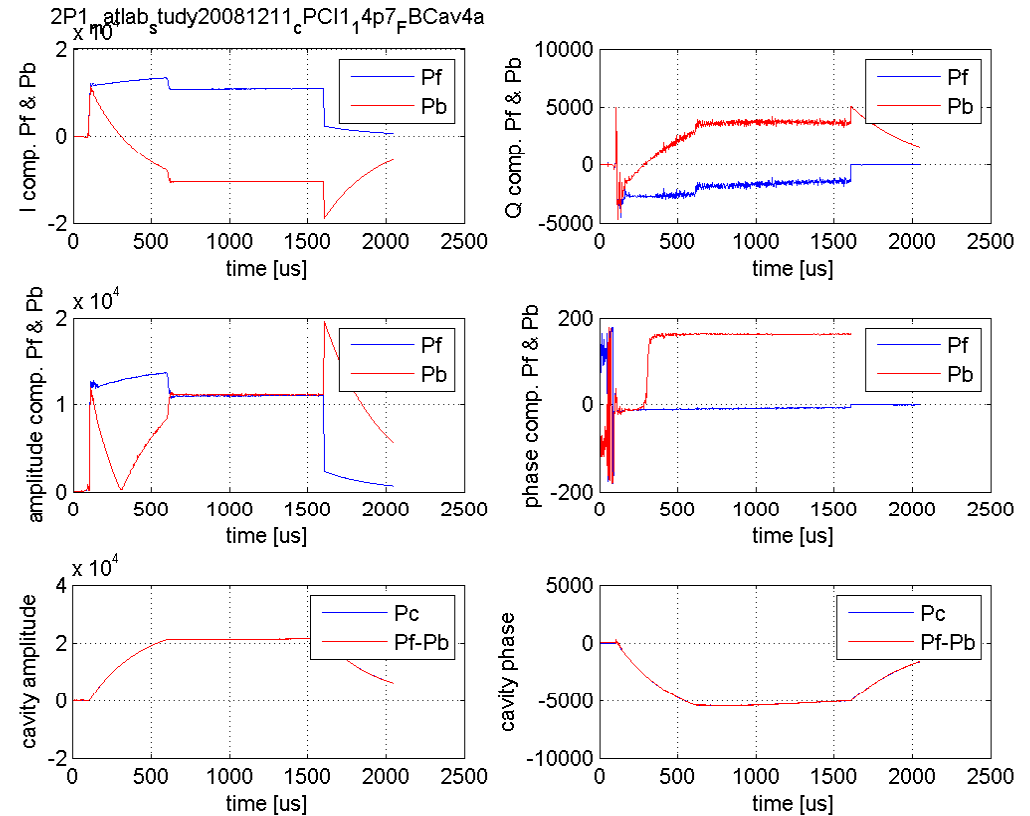 2P1_matlab_study20081211_PCI1_14p7_FBCav4a
x 10^4
2
1
0
-1
-2
0 500 1000 1500 2000 2500
time [us]
I comp. Pf & Pb
Pf
Pb
10000
5000
0
-5000
0 500 1000 1500 2000 2500
time [us]
Q comp. Pf & Pb
Pf
Pb
x 10^4
2
1
0
0 500 1000 1500 2000 2500
time [us]
amplitude comp. Pf & Pb
Pf
Pb
200
0
-200
0 500 1000 1500 2000 2500
time [us]
phase comp. Pf & Pb
Pf
Pb
x 10^4
4
2
0
-2
0 500 1000 1500 2000 2500
time [us]
cavity amplitude
Pc
Pf-Pb
5000
0
-5000
-10000
0 500 1000 1500 2000 2500
time [us]
cavity phase
Pc
Pf-Pb